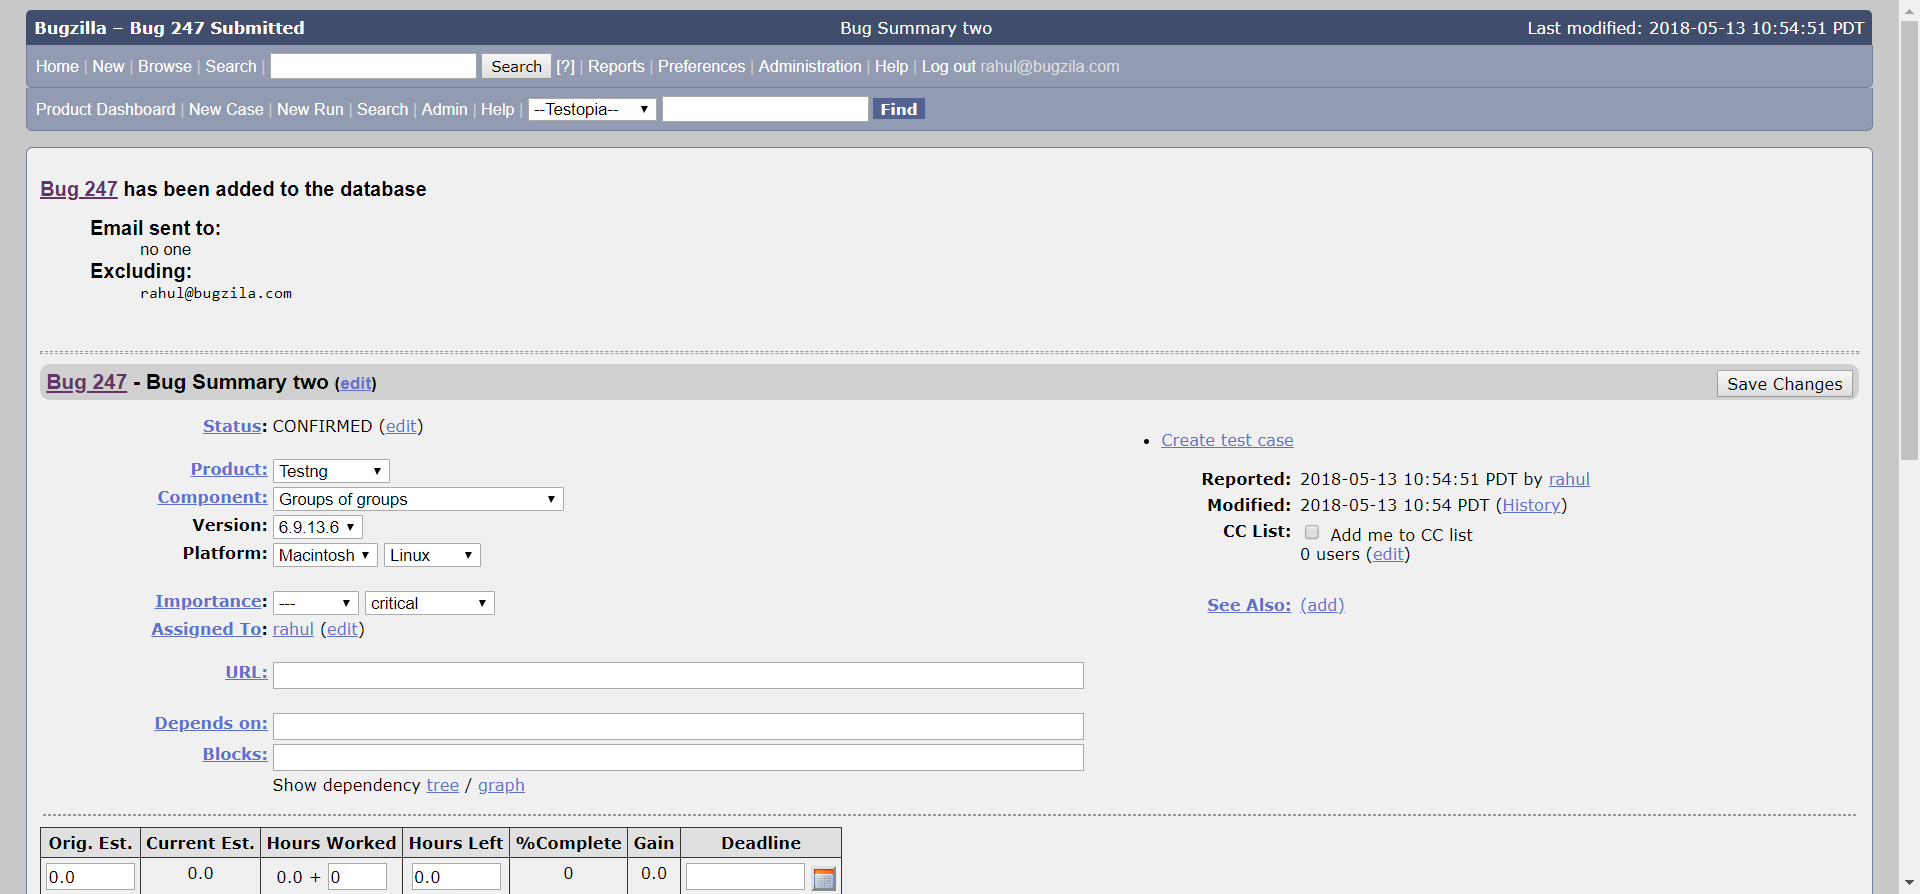 Bugzilla – Bug 247 Submitted Bug Summary two Last modified: 2018-05-13 10:54:51 PDT
Home | New | Browse | Search | Search [?] | Reports | Preferences | Administration | Help | Log out rahul@bugzila.com
Product Dashboard | New Case | New Run | Search | Admin | Help | --Testopia-- Find
Bug 247 has been added to the database
Email sent to:
no one
Excluding:
rahul@bugzila.com
Bug 247 - Bug Summary two (edit) Save Changes
Status: CONFIRMED (edit)
Product: Testng
Component: Groups of groups
Version: 6.9.13.6
Platform: Macintosh Linux
Importance: --- critical
Assigned To: rahul (edit)
URL:
Depends on:
Blocks:
Show dependency tree / graph
Create test case
Reported: 2018-05-13 10:54:51 PDT by rahul
Modified: 2018-05-13 10:54 PDT (History)
CC List: Add me to CC list
0 users (edit)
See Also: (add)
Orig. Est. Current Est. Hours Worked Hours Left %Complete Gain Deadline
0.0 0.0 0.0 + 0 0.0 0 0.0